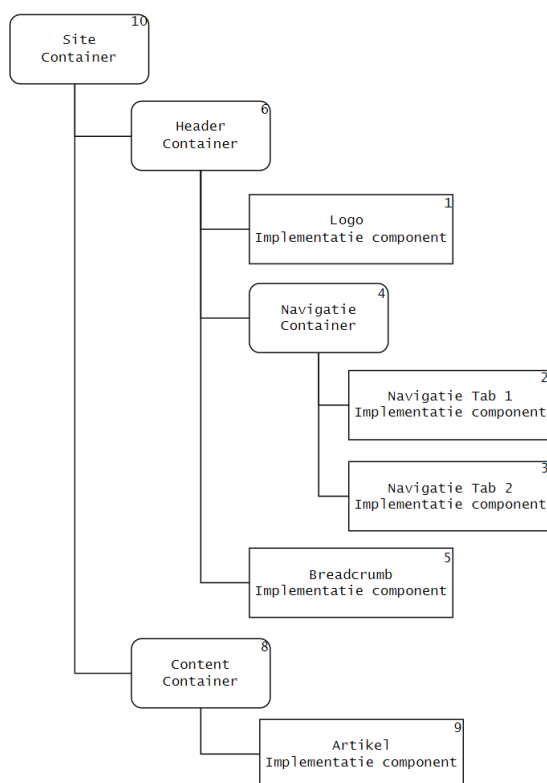 10
Site
Container
6
Header
Container
1
Logo
Implementatie component
4
Navigatie
Container
2
Navigatie Tab 1
Implementatie component
3
Navigatie Tab 2
Implementatie component
5
Breadcrumb
Implementatie component
8
Content
Container
9
Artikel
Implementatie component